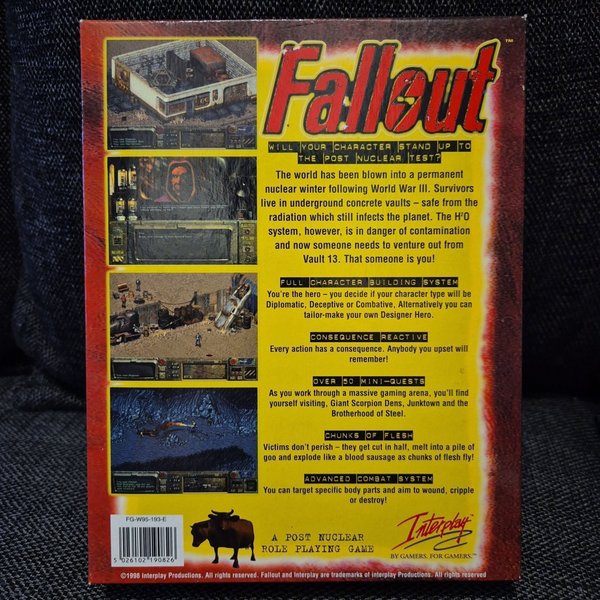 Fallout™
WILL YOUR CHARACTER STAND UP TO
THE POST NUCLEAR TEST?
The world has been blown into a permanent
nuclear winter following World War III. Survivors
live in underground concrete vaults – safe from the
radiation which still infects the planet. The H²O
system, however, is in danger of contamination
and now someone needs to venture out from
Vault 13. That someone is you!
FULL CHARACTER BUILDING SYSTEM
You're the hero – you decide if your character type will be
Diplomatic, Deceptive or Combative, Alternatively you can
tailor-make your own Designer Hero.
CONSEQUENCE REACTIVE
Every action has a consequence. Anybody you upset will
remember!
OVER 50 MINI-QUESTS
As you work through a massive gaming arena, you'll find
yourself visiting, Giant Scorpion Dens, Junktown and the
Brotherhood of Steel.
CHUNKS OF FLESH
Victims don't perish – they get cut in half, melt into a pile of
goo and explode like a blood sausage as chunks of flesh fly!
ADVANCED COMBAT SYSTEM
You can target specific body parts and aim to wound, cripple
or destroy!
FG-W95-193-E
5 026102 190826
A POST NUCLEAR
ROLE PLAYING GAME
Interplay
BY GAMERS. FOR GAMERS.™
©1998 Interplay Productions. All rights reserved. Fallout and Interplay are trademarks of Interplay Productions. All rights reserved.